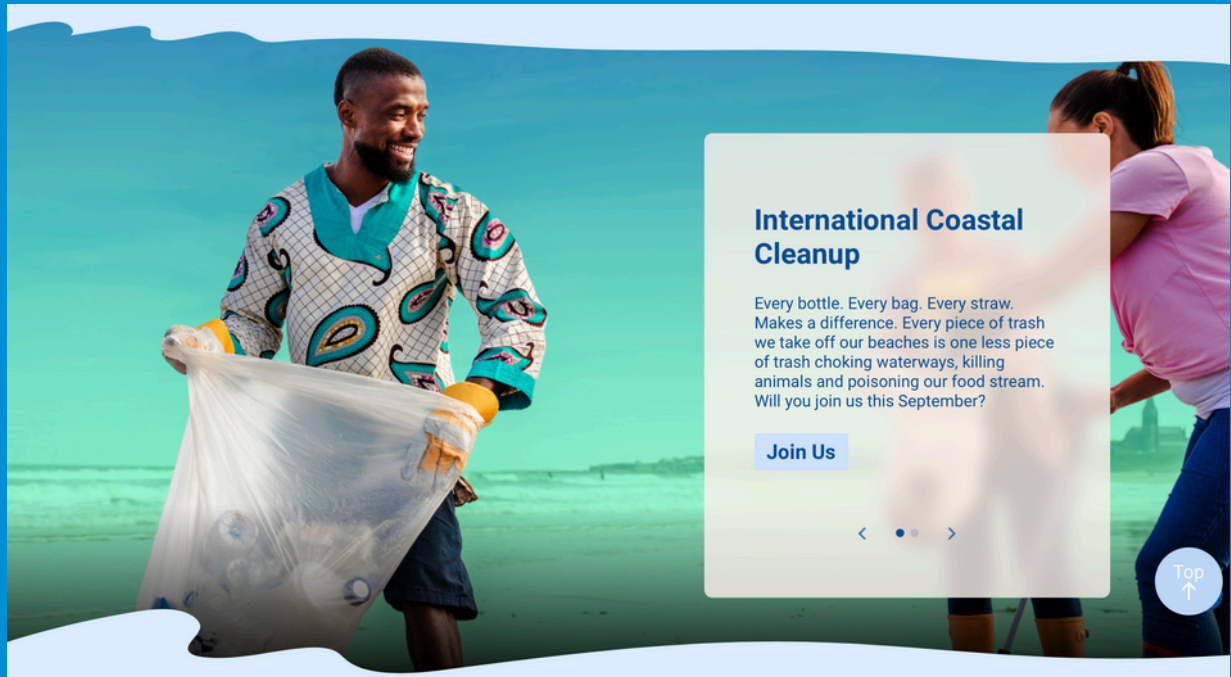 International Coastal
Cleanup
Every bottle. Every bag. Every straw.
Makes a difference. Every piece of trash
we take off our beaches is one less piece
of trash choking waterways, killing
animals and poisoning our food stream.
Will you join us this September?
Join Us
Top